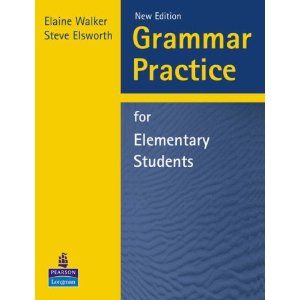 Elaine Walker
Steve Elsworth
New Edition
Grammar
Practice
for
Elementary
Students
PEARSON
Longman